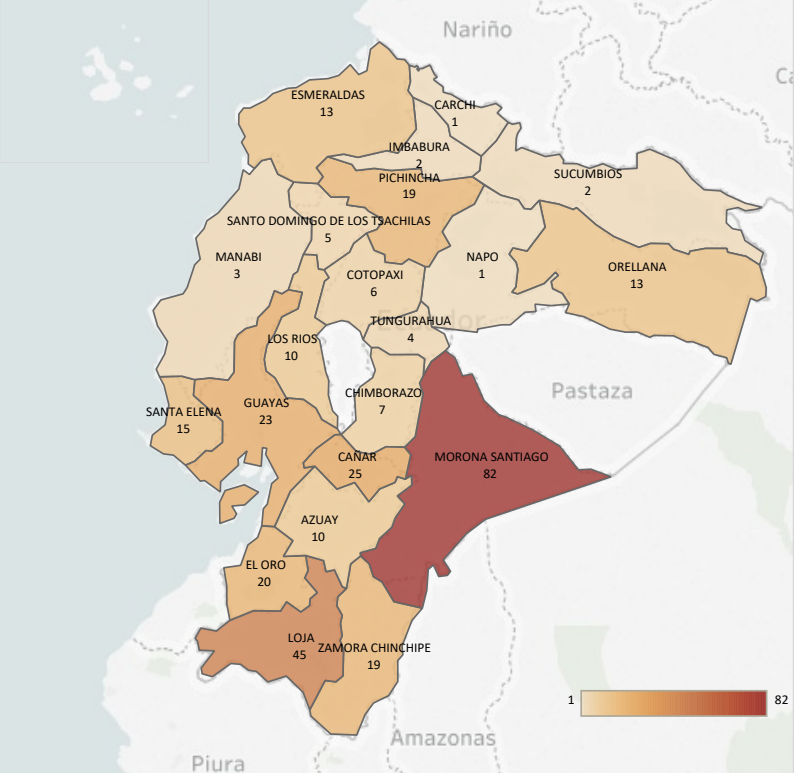 Nariño
Ca
ESMERALDAS
13
CARCHI
1
IMBABURA
2
PICHINCHA
19
SUCUMBIOS
2
SANTO DOMINGO DE LOS TSACHILAS
5
MANABI
3
NAPO
1
ORELLANA
13
COTOPAXI
6
Ecuador
TUNGURAHUA
4
LOS RIOS
10
Pastaza
CHIMBORAZO
7
GUAYAS
23
SANTA ELENA
15
CAÑAR
25
MORONA SANTIAGO
82
AZUAY
10
EL ORO
20
LOJA
45
ZAMORA CHINCHIPE
19
1
82
Amazonas
Piura